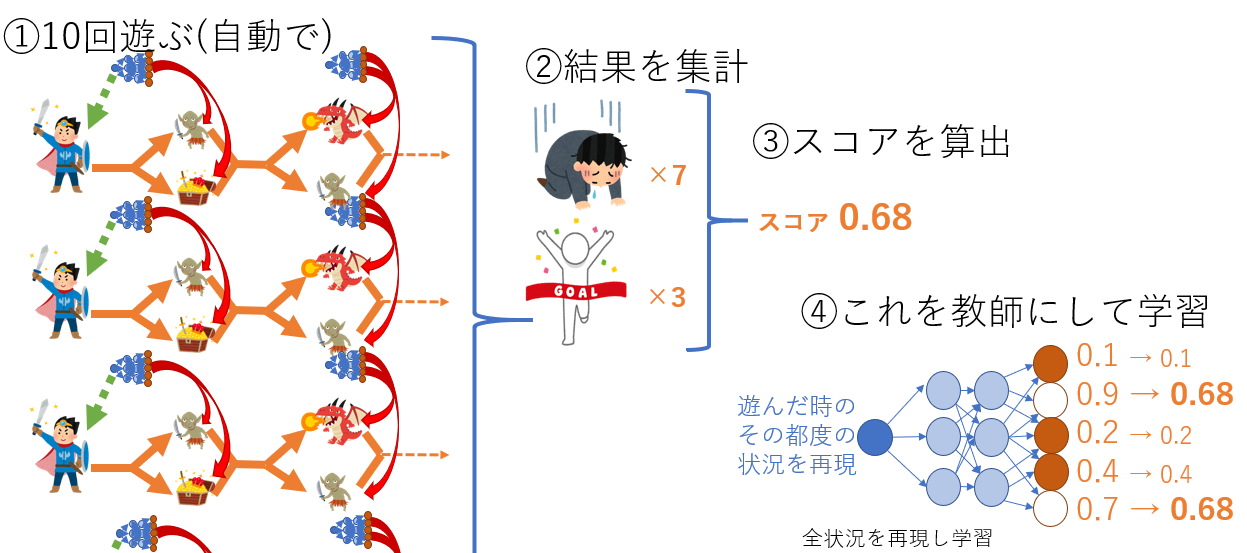 ①10回遊ぶ(自動で)
②結果を集計
×7
GOAL
×3
③スコアを算出
スコア 0.68
④これを教師にして学習
遊んだ時の
その都度の
状況を再現
0.1 → 0.1
0.9 → 0.68
0.2 → 0.2
0.4 → 0.4
0.7 → 0.68
全状況を再現し学習